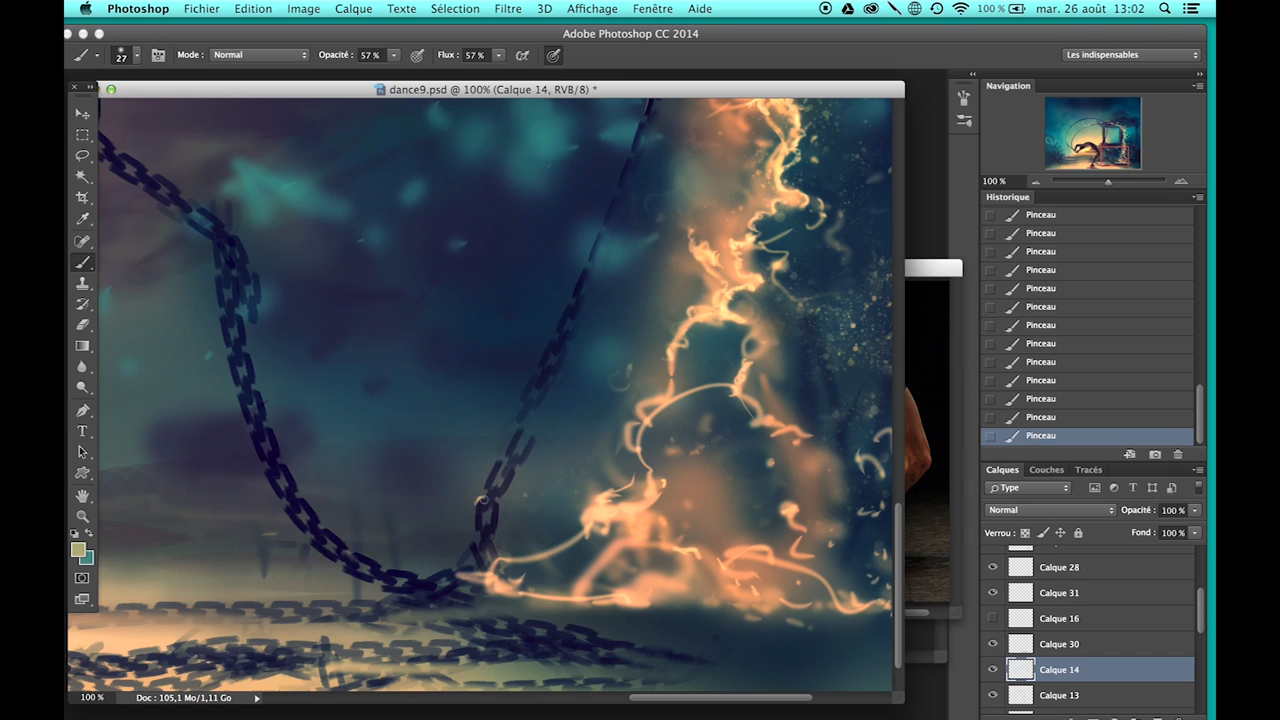 Photoshop Fichier Edition Image Calque Texte Sélection Filtre 3D Affichage Fenêtre Aide 100 % mar. 26 août 13:02
Adobe Photoshop CC 2014
27 Mode : Normal Opacité : 57 % Flux : 57 % Les indispensables
dance9.psd @ 100% (Calque 14, RVB/8) *
Navigation
100 %
Historique
Pinceau
Pinceau
Pinceau
Pinceau
Pinceau
Pinceau
Pinceau
Pinceau
Pinceau
Pinceau
Pinceau
Pinceau
Pinceau
Calques Couches Tracés
Type
Normal Opacité : 100 %
Verrou : Fond : 100 %
Calque 28
Calque 31
Calque 16
Calque 30
Calque 14
Calque 13
100 % Doc : 105,1 Mo/1,11 Go